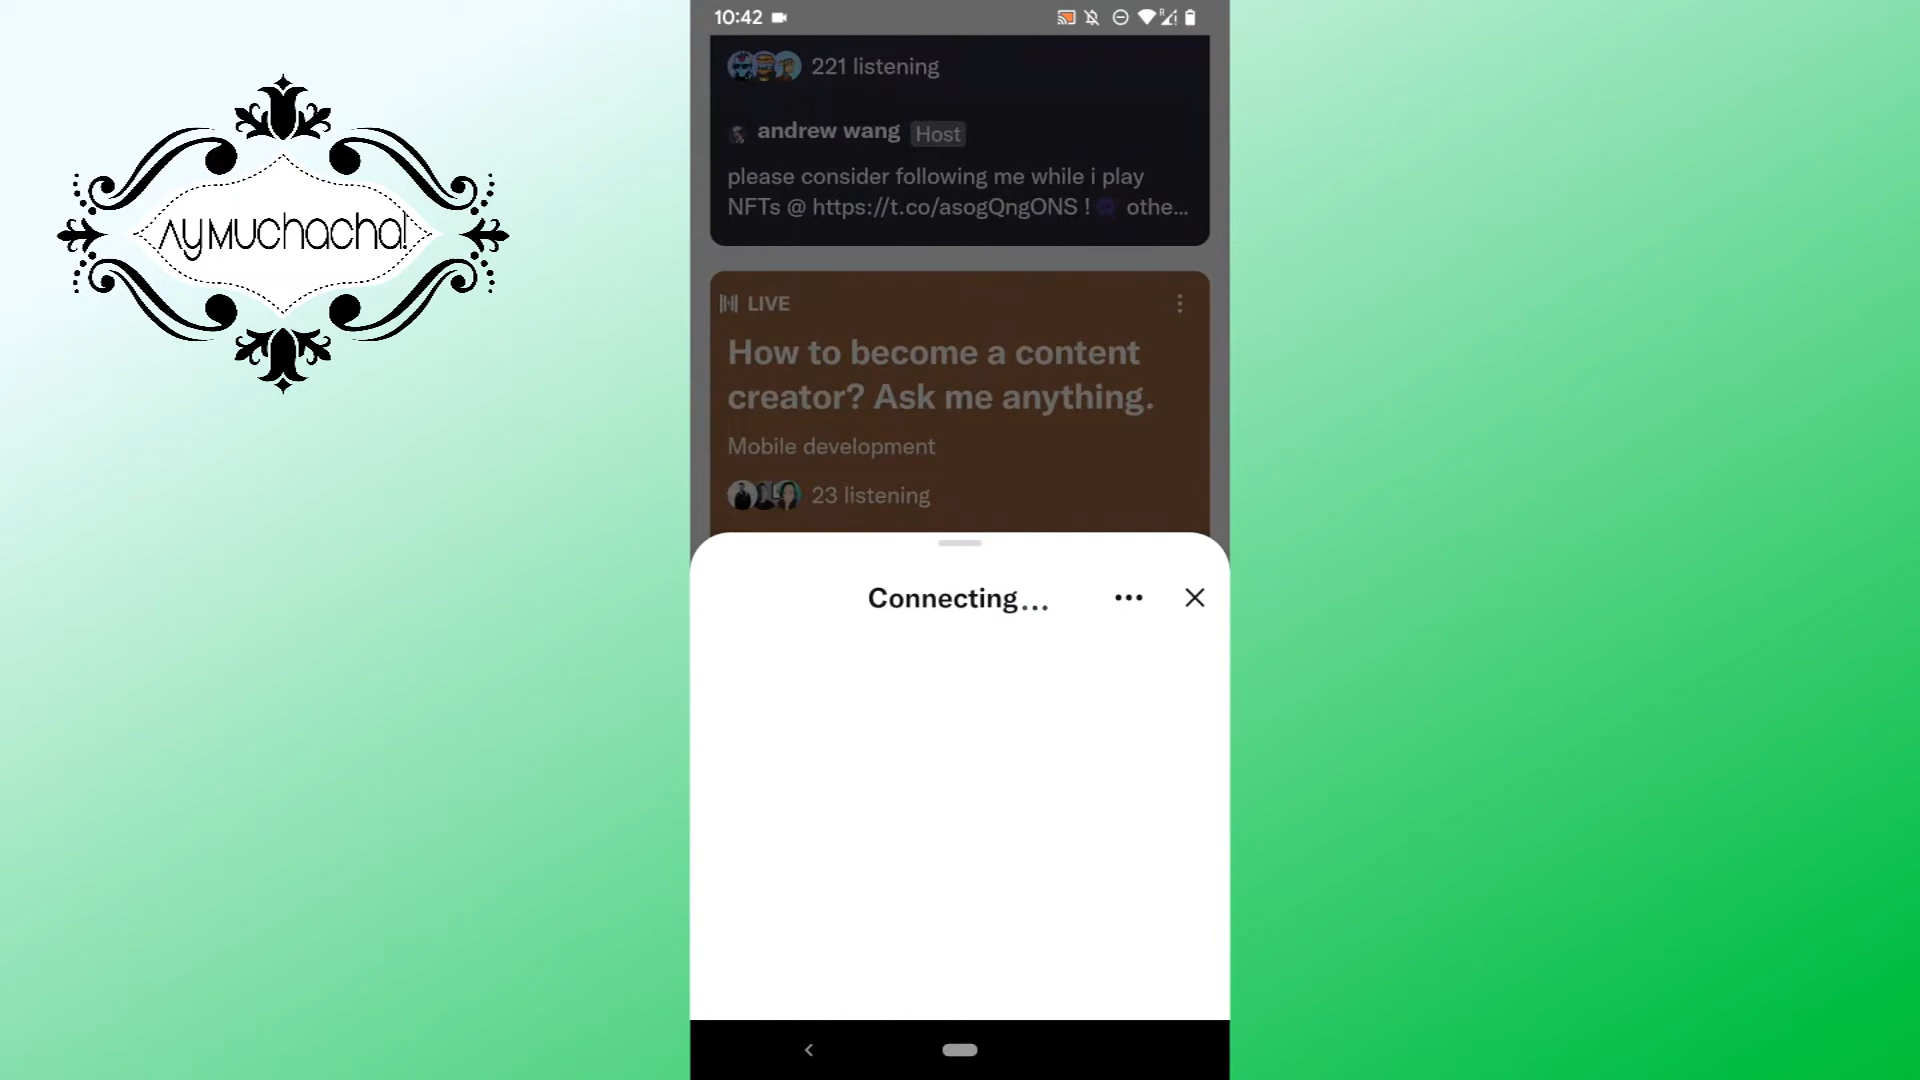 10:42
R
221 listening
andrew wang Host
please consider following me while i play
NFTs @ https://t.co/asogQngONS ! othe...
LIVE
How to become a content
creator? Ask me anything.
Mobile development
23 listening
Connecting...
AyMUchacha!